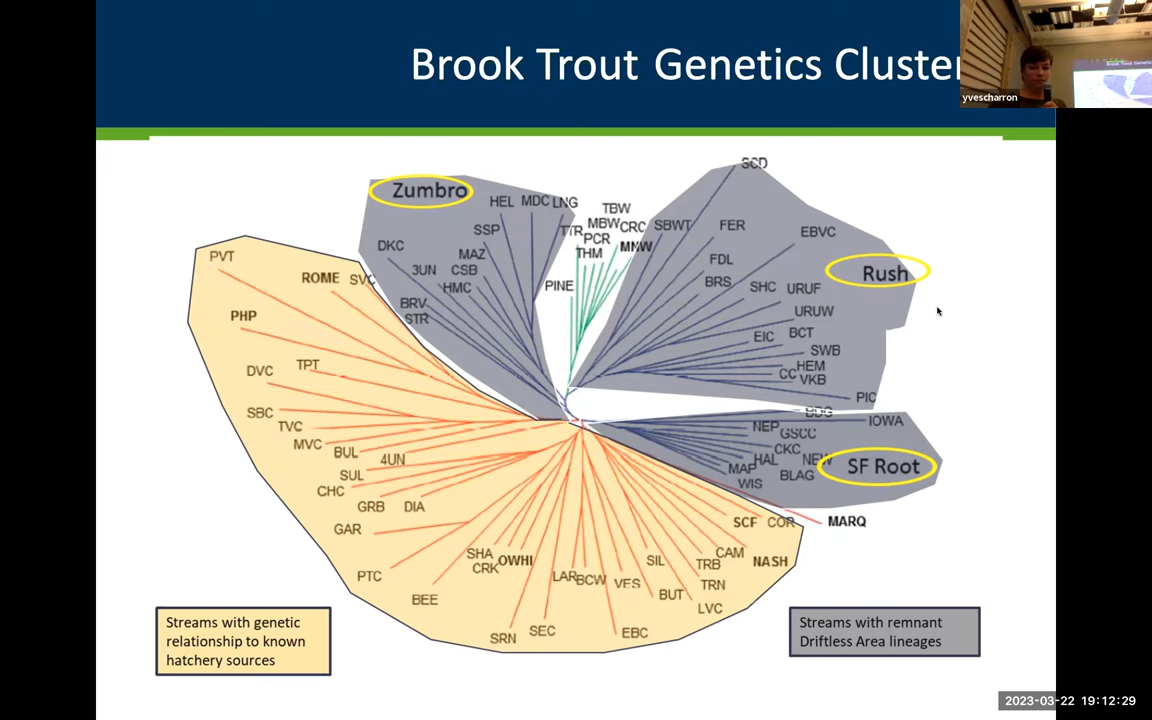 Brook Trout Genetics Cluster
yvescharron
Zumbro
SCD
HEL MDC LNG
TBW
SSP
TTR MBW CRC SBWT FER
PCR
EBVC
DKC
MNW
MAZ
THM
PVT
3UN CSB
FDL
Rush
ROME SVC
HMC
PINE
BRS SHC URUF
BRV
PHP
STR
URUW
EIC BCT
SWB
TPT
HEM
DVC
CC VKB
PIC
SBC
BDG
IOWA
TVC
NEP GSCC
MVC
BUL
CKC
4UN
HAL NEW
SF Root
SUL
MAP
BLAG
CHC
WIS
GRB DIA
GAR
SCF COR MARQ
SHA OWHI
CRK
SIL
CAM
TRB NASH
PTC
LAR BCW VES
TRN
BUT
BEE
LVC
SRN SEC EBC
Streams with genetic
relationship to known
hatchery sources
Streams with remnant
Driftless Area lineages
2023-03-22 19:12:29